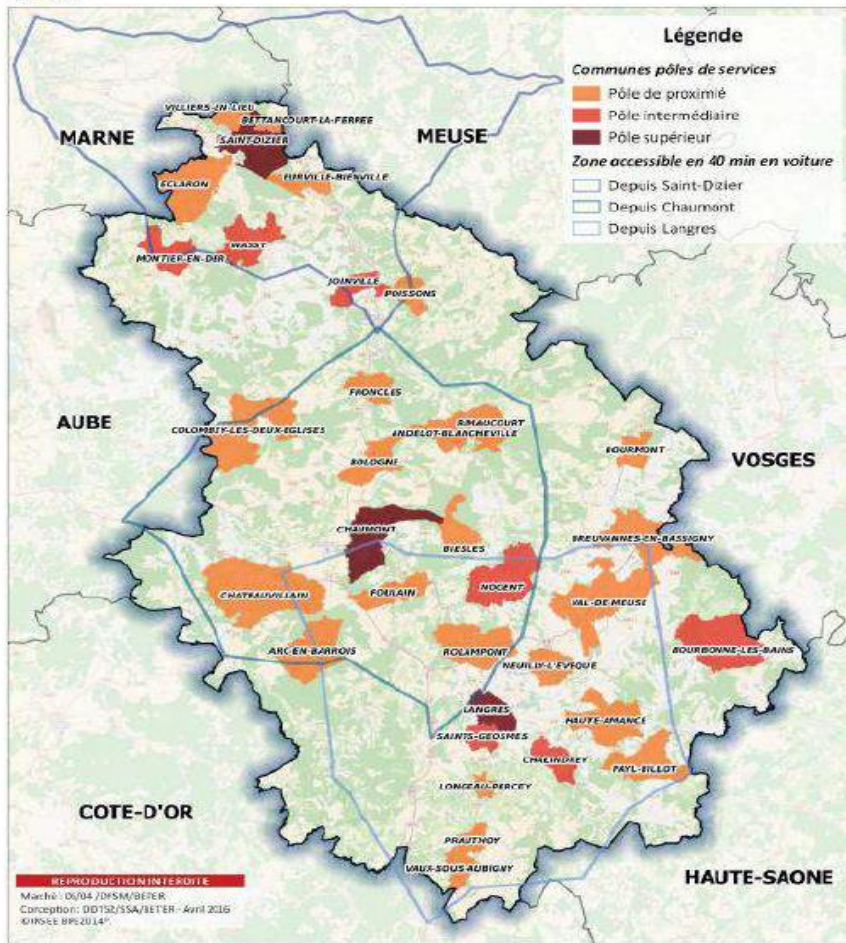 Légende
Communes pôles de services
Pôle de proximié
Pôle intermédiaire
Pôle supérieur
Zone accessible en 40 min en voiture
Depuis Saint-Dizier
Depuis Chaumont
Depuis Langres
VILLIERS-EN-LIEU
BETTANCOURT-LA-FERREE
MARNE
SAINT-DIZIER
MEUSE
ECLARON
EURVILLE-BIENVILLE
WASSY
MONTIER-EN-DER
JOINVILLE
POISSONS
FRONCLES
AUBE
COLOMBEY-LES-DEUX-EGLISES
RIMAUCOURT
ANDELOT-BLANCHEVILLE
BOLOGNE
BOURMONT
VOSGES
CHAUMONT
BIESLES
BREUVANNES-EN-BASSIGNY
NOGENT
CHATEAUVILLAIN
FOULAIN
VAL-DE-MEUSE
ARC-EN-BARROIS
ROLAMPONT
NEUILLY-L'EVEQUE
BOURBONNE-LES-BAINS
LANGRES
HAUTE-AMANCE
SAINTS-GEOSMES
CHALINDREY
FAYL-BILLOT
LONGEAU-PERCEY
COTE-D'OR
PRAUTHOY
VAUX-SOUS-AUBIGNY
HAUTE-SAONE
REPRODUCTION INTERDITE
Conception: - Avril 2016